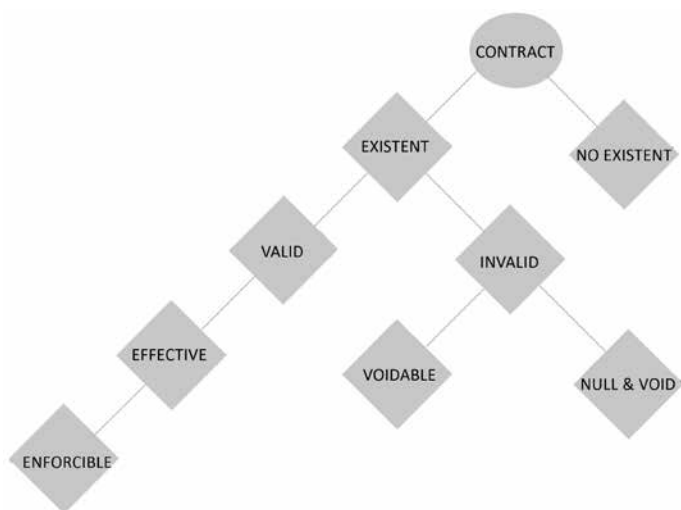 CONTRACT
EXISTENT
NO EXISTENT
VALID
INVALID
EFFECTIVE
VOIDABLE
NULL & VOID
ENFORCIBLE